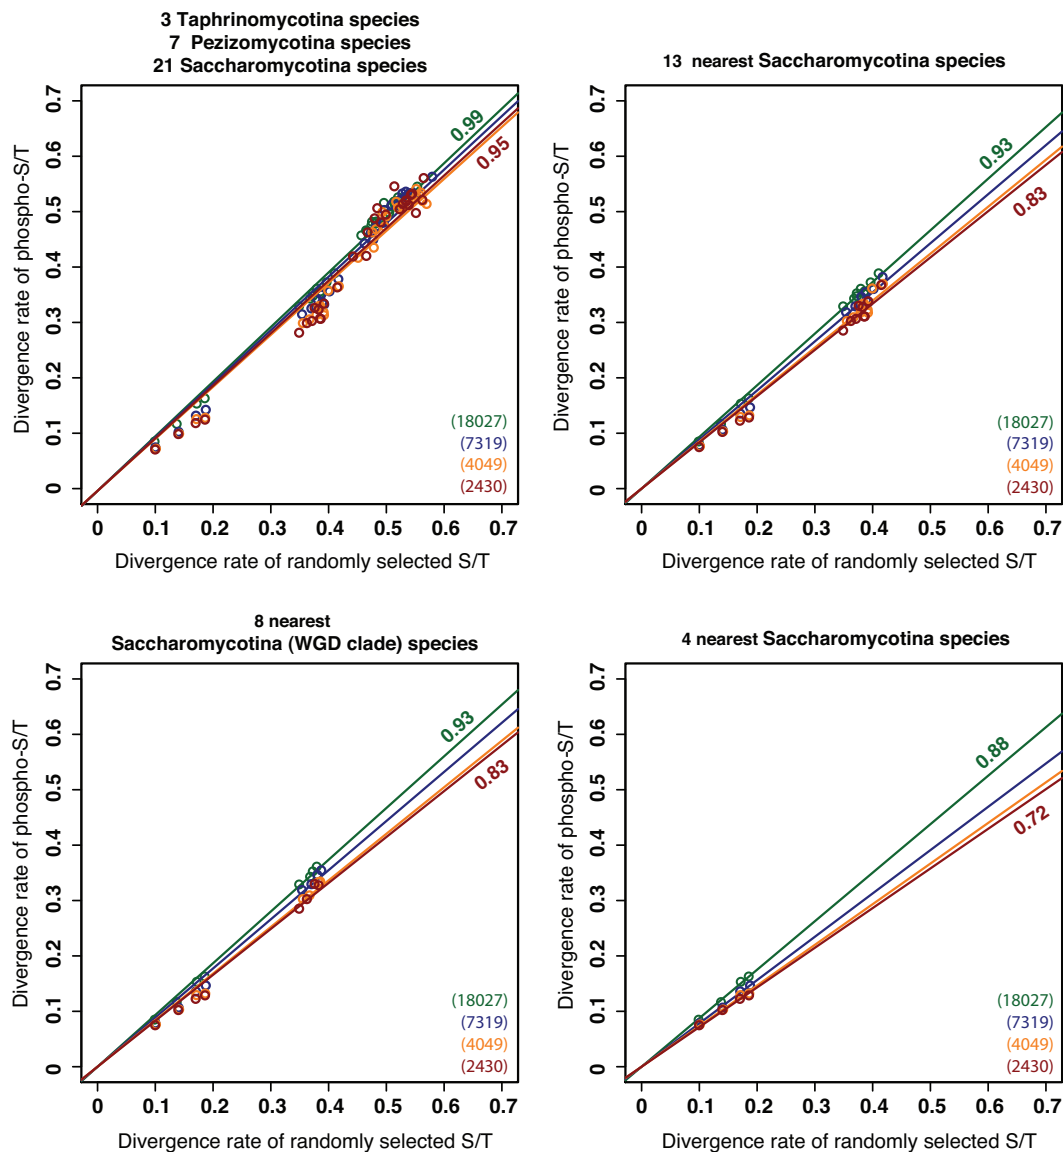 3 Taphrinomycotina species
7 Pezizomycotina species
21 Saccharomycotina species
Divergence rate of phospho-S/T
0.7
0.6
0.5
0.4
0.3
0.2
0.1
0
0.99
0.95
(18027)
(7319)
(4049)
(2430)
0 0.1 0.2 0.3 0.4 0.5 0.6 0.7
Divergence rate of randomly selected S/T
13 nearest Saccharomycotina species
Divergence rate of phospho-S/T
0.7
0.6
0.5
0.4
0.3
0.2
0.1
0
0.93
0.83
(18027)
(7319)
(4049)
(2430)
0 0.1 0.2 0.3 0.4 0.5 0.6 0.7
Divergence rate of randomly selected S/T
8 nearest
Saccharomycotina (WGD clade) species
Divergence rate of phospho-S/T
0.7
0.6
0.5
0.4
0.3
0.2
0.1
0
0.93
0.83
(18027)
(7319)
(4049)
(2430)
0 0.1 0.2 0.3 0.4 0.5 0.6 0.7
Divergence rate of randomly selected S/T
4 nearest Saccharomycotina species
Divergence rate of phospho-S/T
0.7
0.6
0.5
0.4
0.3
0.2
0.1
0
0.88
0.72
(18027)
(7319)
(4049)
(2430)
0 0.1 0.2 0.3 0.4 0.5 0.6 0.7
Divergence rate of randomly selected S/T